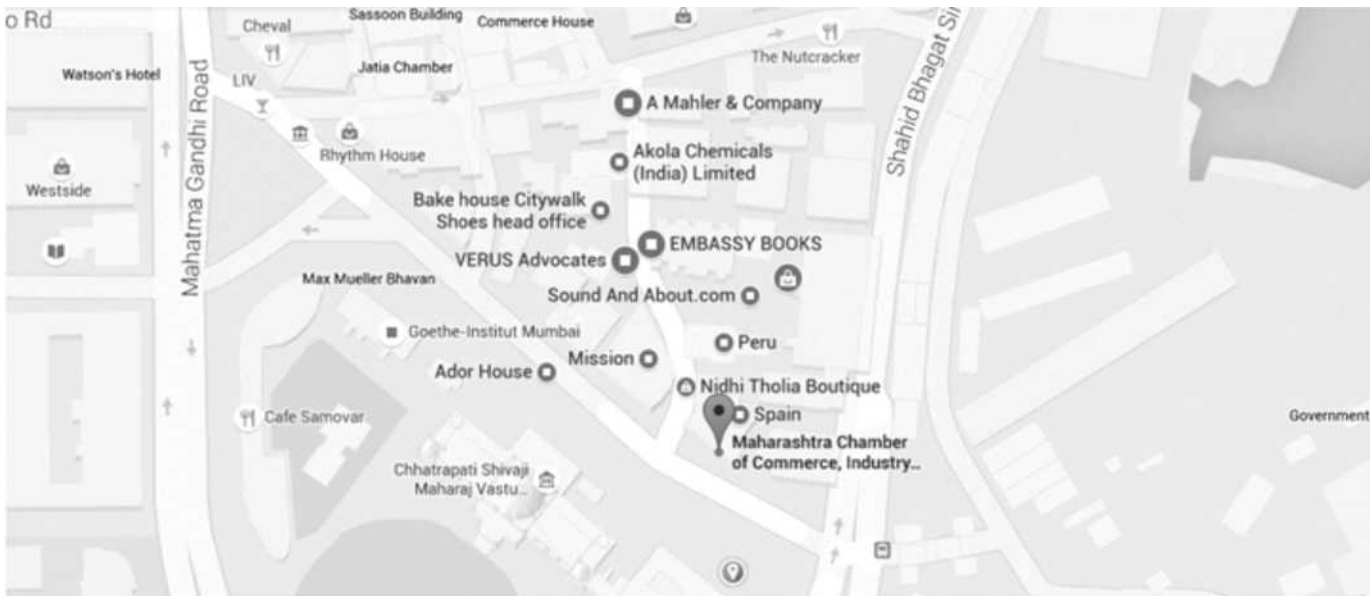 o Rd
Sassoon Building
Commerce House
Cheval
The Nutcracker
Watson's Hotel
Jatia Chamber
LIV
A Mahler & Company
Mahatma Gandhi Road
Shahid Bhagat Si
Rhythm House
Akola Chemicals
(India) Limited
Westside
Bake house Citywalk
Shoes head office
EMBASSY BOOKS
VERUS Advocates
Max Mueller Bhavan
Sound And About.com
Goethe-Institut Mumbai
Peru
Mission
Ador House
Nidhi Tholia Boutique
Cafe Samovar
Spain
Government
Maharashtra Chamber
of Commerce, Industry..
Chhatrapati Shivaji
Maharaj Vastu..